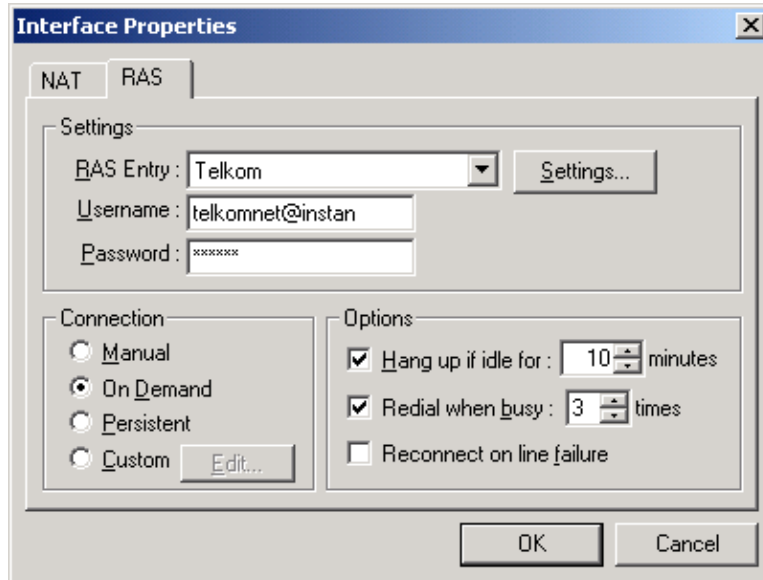 Interface Properties
NAT RAS
Settings
RAS Entry : Telkom Settings...
Username : telkomnet@instan
Password : ******
Connection
Manual
On Demand
Persistent
Custom Edit...
Options
Hang up if idle for : 10 minutes
Redial when busy : 3 times
Reconnect on line failure
OK Cancel